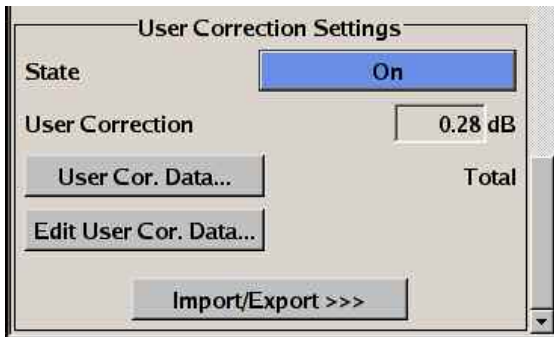 User Correction Settings
State On
User Correction 0.28 dB
User Cor. Data... Total
Edit User Cor. Data...
Import/Export >>>